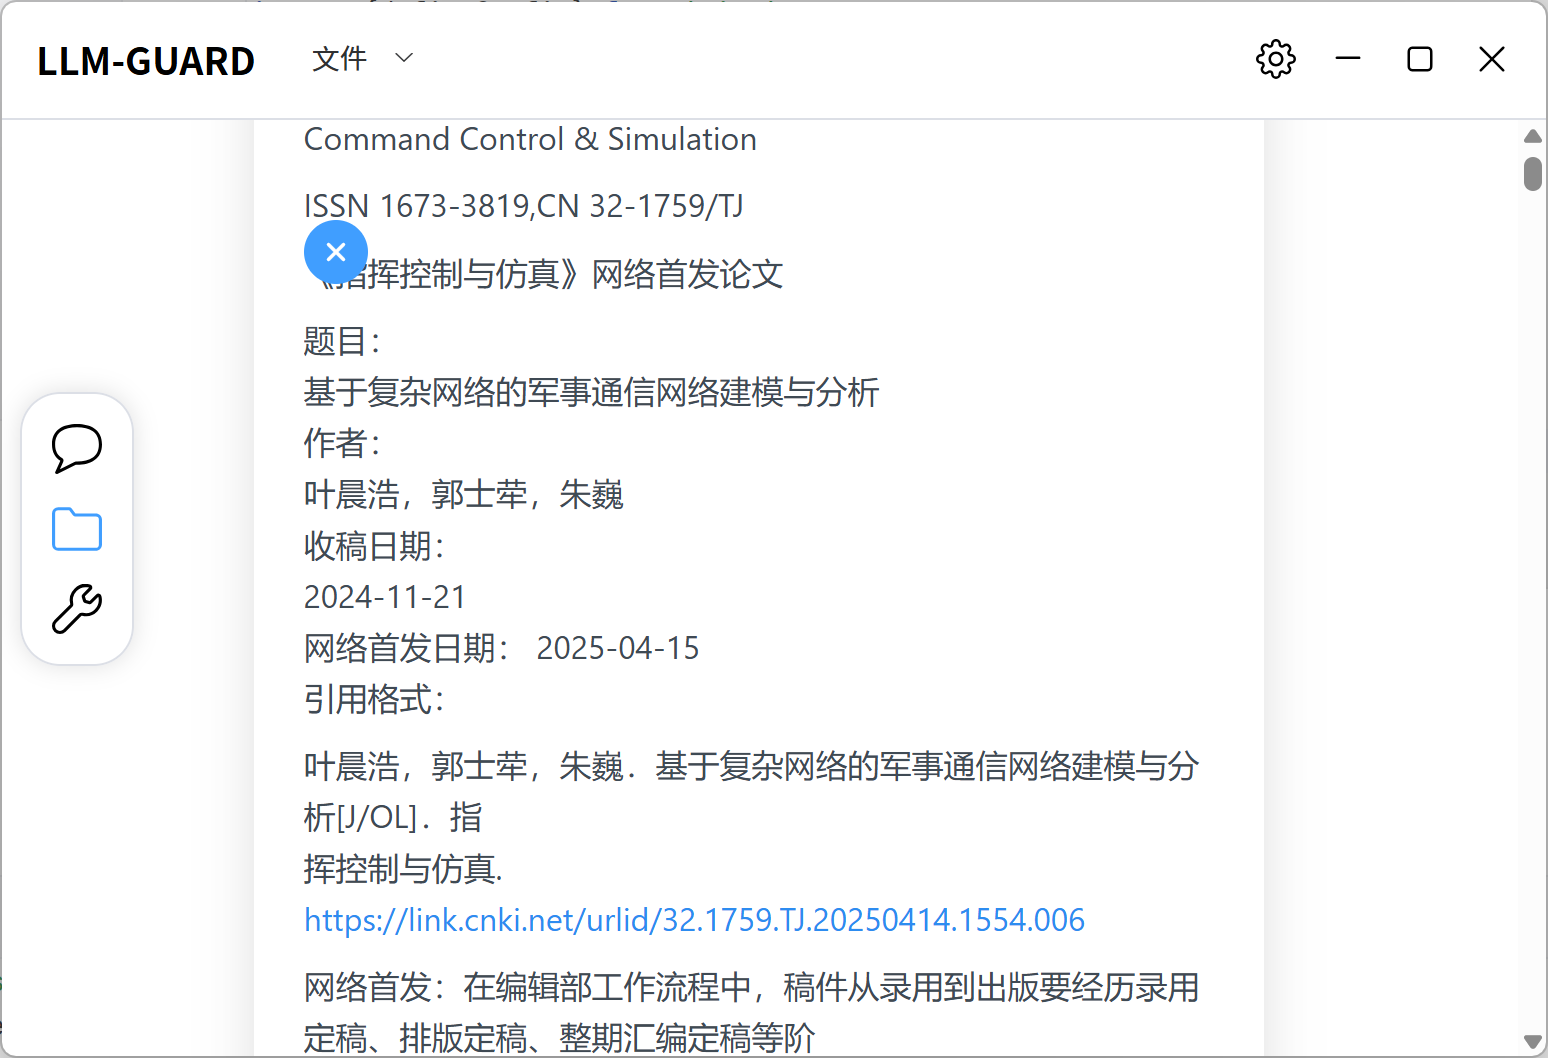 LLM-GUARD 文件
Command Control & Simulation
ISSN 1673-3819,CN 32-1759/TJ
《指挥控制与仿真》网络首发论文
题目：
基于复杂网络的军事通信网络建模与分析
作者：
叶晨浩，郭士荦，朱巍
收稿日期：
2024-11-21
网络首发日期： 2025-04-15
引用格式：
叶晨浩，郭士荦，朱巍．基于复杂网络的军事通信网络建模与分
析[J/OL]．指
挥控制与仿真.
https://link.cnki.net/urlid/32.1759.TJ.20250414.1554.006
网络首发：在编辑部工作流程中，稿件从录用到出版要经历录用
定稿、排版定稿、整期汇编定稿等阶